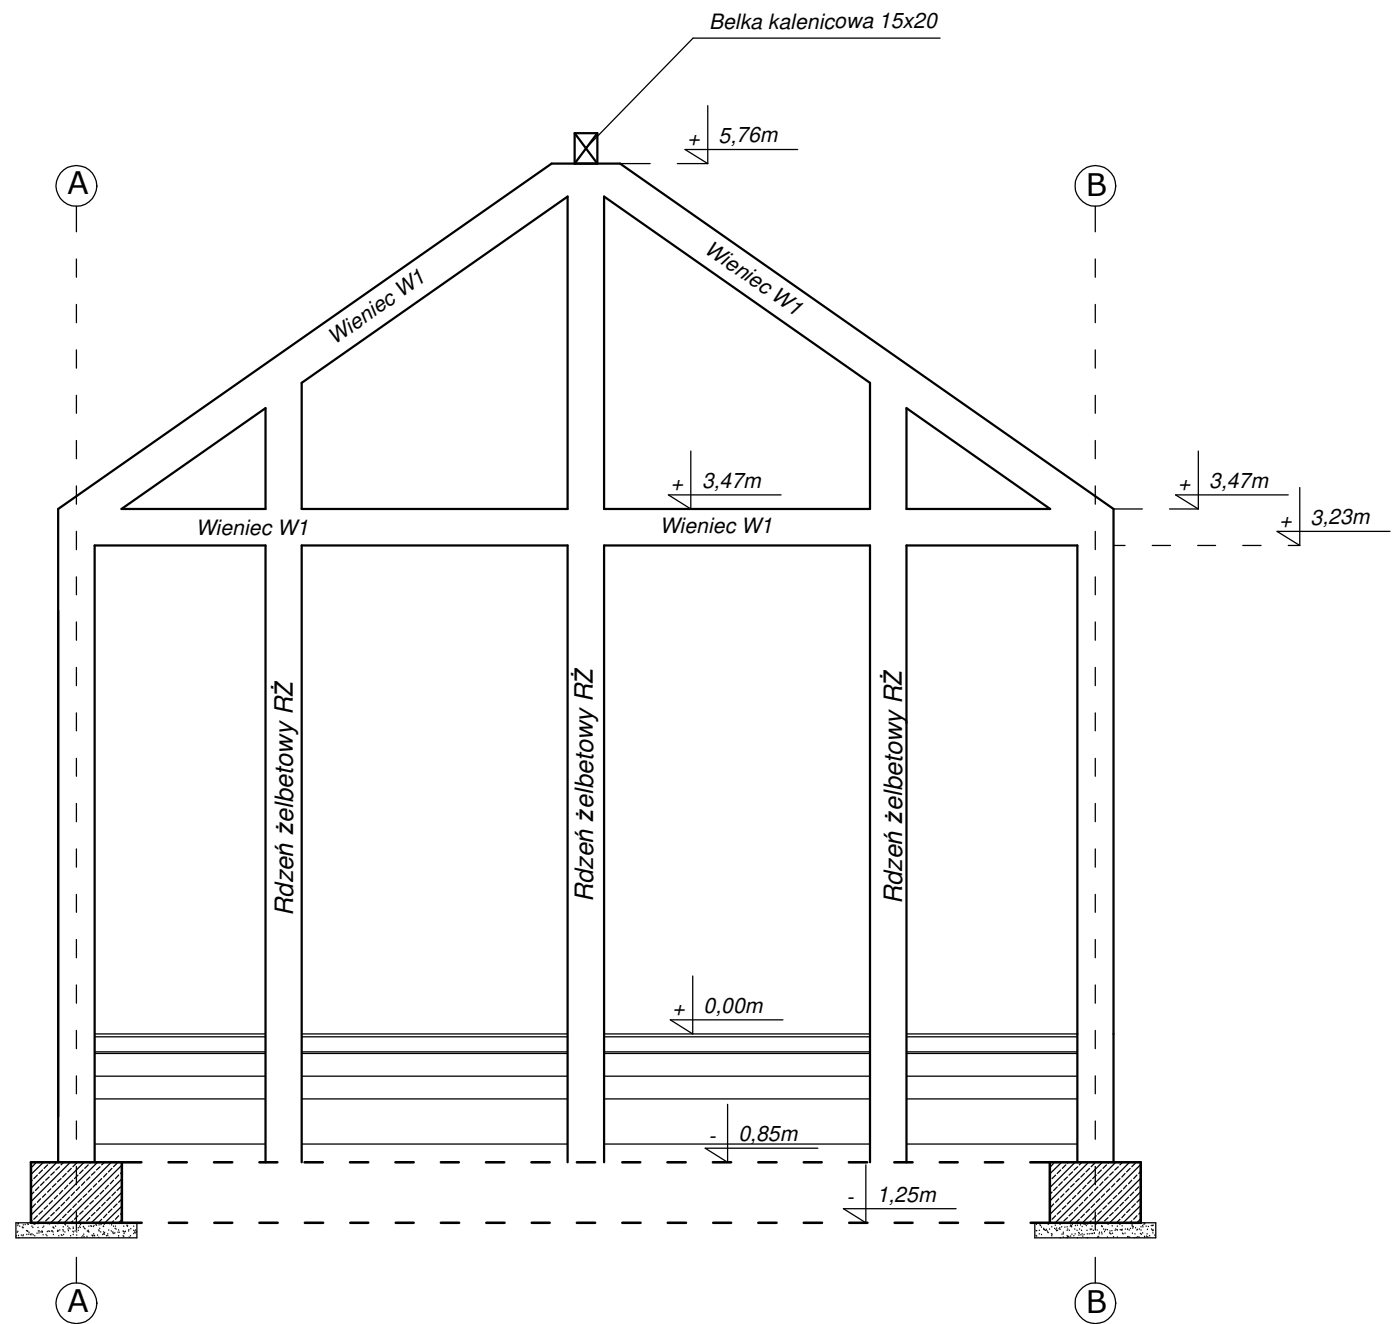 Belka kalenicowa 15x20
+ 5,76m
A
B
Wieniec W1
Wieniec W1
+ 3,47m
+ 3,47m
+ 3,23m
Wieniec W1
Wieniec W1
Rdzeń żelbetowy RŻ
Rdzeń żelbetowy RŻ
Rdzeń żelbetowy RŻ
+ 0,00m
- 0,85m
- 1,25m
A
B